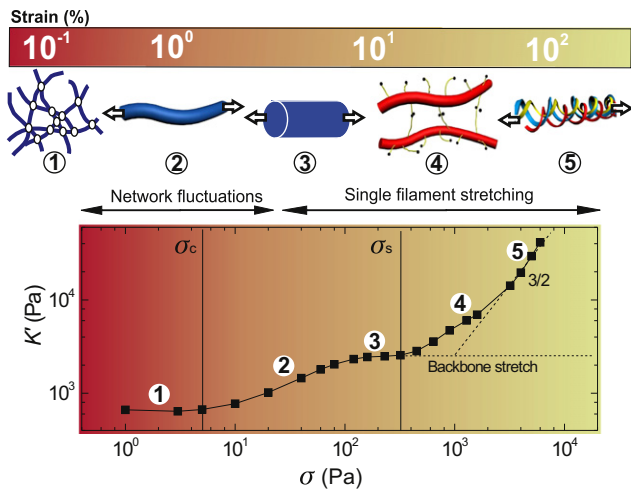 Strain (%)
10⁻¹ 10⁰ 10¹ 10²
① ② ③ ④ ⑤
Network fluctuations Single filament stretching
σc σs
K' (Pa)
10⁴
10³
1 2 3 4 5
3/2
Backbone stretch
10⁰ 10¹ 10² 10³ 10⁴
σ (Pa)